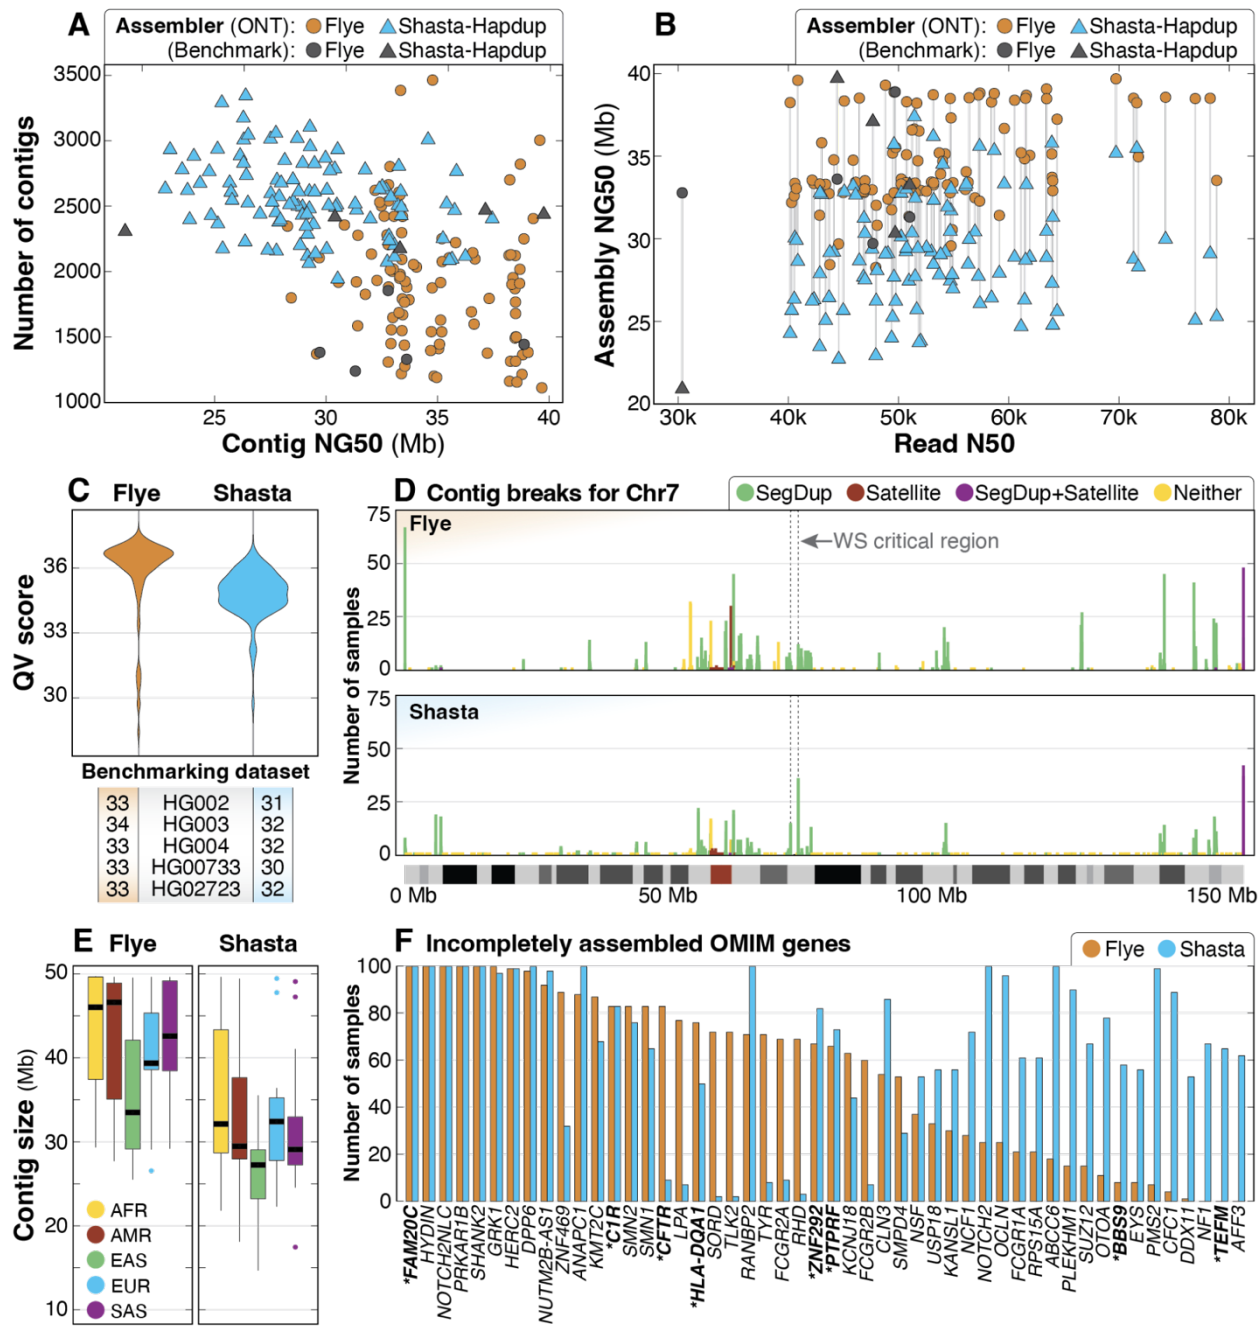 A
Assembler (ONT): Flye Shasta-Hapdup
(Benchmark): Flye Shasta-Hapdup
3500
3000
2500
2000
1500
1000
Number of contigs
25 30 35 40
Contig NG50 (Mb)
B
Assembler (ONT): Flye Shasta-Hapdup
(Benchmark): Flye Shasta-Hapdup
40
35
30
25
20
Assembly NG50 (Mb)
30k 40k 50k 60k 70k 80k
Read N50
C
Flye Shasta
36
33
30
QV score
Benchmarking dataset
33 HG002 31
34 HG003 32
33 HG004 32
33 HG00733 30
33 HG02723 32
D Contig breaks for Chr7
SegDup Satellite SegDup+Satellite Neither
75
50
25
0
Flye
WS critical region
Number of samples
75
50
25
0
Shasta
Number of samples
0 Mb 50 Mb 100 Mb 150 Mb
E Flye Shasta
50
40
30
20
10
Contig size (Mb)
AFR
AMR
EAS
EUR
SAS
F Incompletely assembled OMIM genes
Flye Shasta
100
80
60
40
20
0
Number of samples
*FAM20C
HYDIN
NOTCH2NLC
PRKAR1B
SHANK2
GRK1
HERC2
DPP6
NUTM2B-AS1
ZNF469
ANAPC1
KMT2C
*C1R
SMN2
SMN1
*CFTR
LPA
*HLA-DQA1
SORD
TLK2
RANBP2
TYR
FCGR2A
RHD
*ZNF292
*PTPRF
KCNJ18
FCGR2B
CLN3
SMPD4
NSF
USP18
KANSL1
NCF1
NOTCH2
OCLN
FCGR1A
RPS15A
ABCC6
PLEKHM1
SUZ12
OTOA
*BBS9
EYS
PMS2
CFC1
DDX11
NF1
*TEFM
AFF3